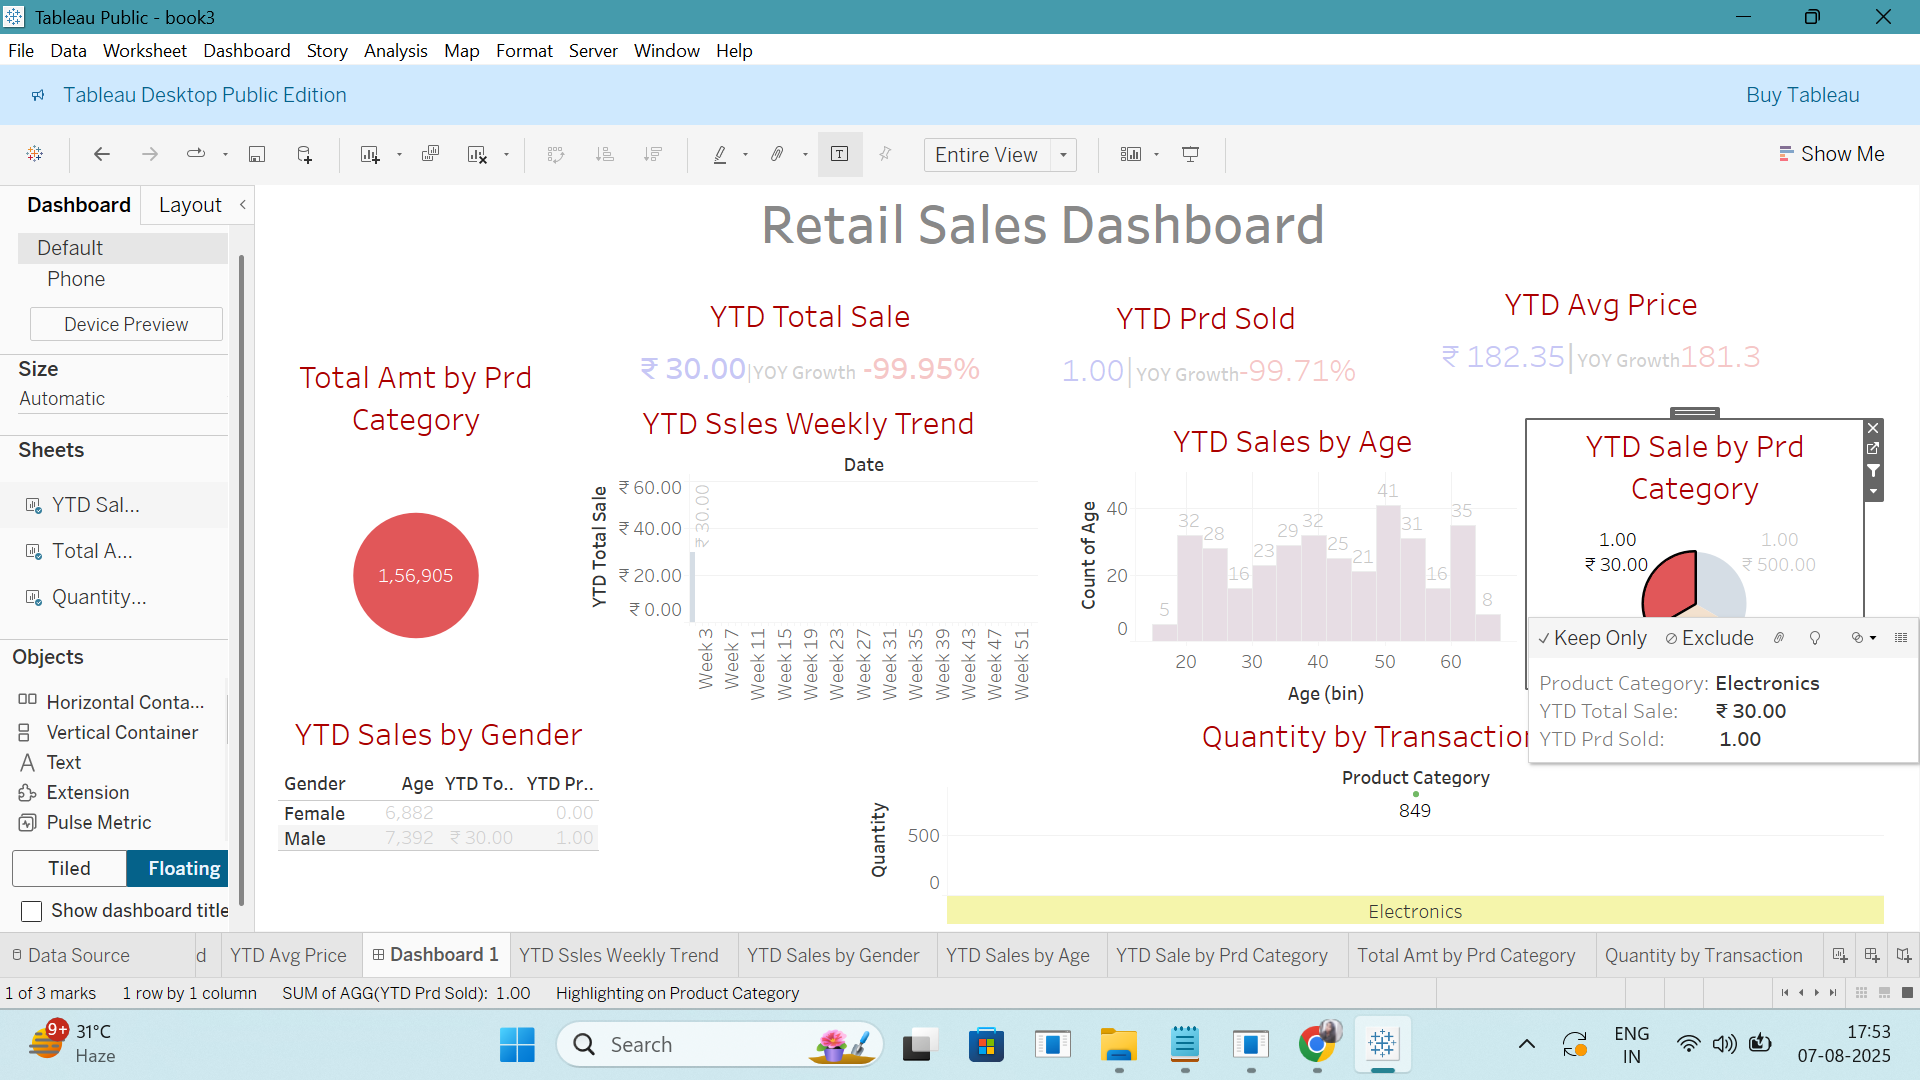 Tableau Public - book3
File Data Worksheet Dashboard Story Analysis Map Format Server Window Help
Tableau Desktop Public Edition
Buy Tableau
Entire View
Show Me
Dashboard Layout
Default
Phone
Device Preview
Size
Automatic
Sheets
YTD Sal...
Total A...
Quantity...
Objects
Horizontal Conta...
Vertical Container
Text
Extension
Pulse Metric
Tiled Floating
Show dashboard title
Retail Sales Dashboard
YTD Total Sale
₹ 30.00|YOY Growth -99.95%
YTD Prd Sold
1.00|YOY Growth-99.71%
YTD Avg Price
₹ 182.35|YOY Growth181.3
Total Amt by Prd
Category
1,56,905
YTD Ssles Weekly Trend
Date
YTD Total Sale
₹ 60.00
₹ 40.00
₹ 20.00
₹ 0.00
₹ 30.00
Week 3 Week 7 Week 11 Week 15 Week 19 Week 23 Week 27 Week 31 Week 35 Week 39 Week 43 Week 47 Week 51
YTD Sales by Age
Count of Age
40
20
0
5 32 28 16 23 29 32 25 21 41 31 16 35 8
20 30 40 50 60
Age (bin)
YTD Sale by Prd
Category
1.00
₹ 30.00
1.00
₹ 500.00
Keep Only Exclude
Product Category: Electronics
YTD Total Sale: ₹ 30.00
YTD Prd Sold: 1.00
YTD Sales by Gender
Gender Age YTD To.. YTD Pr..
Female 6,882 0.00
Male 7,392 ₹ 30.00 1.00
Quantity by Transaction
Product Category
849
Quantity
500
0
Electronics
Data Source d YTD Avg Price Dashboard 1 YTD Ssles Weekly Trend YTD Sales by Gender YTD Sales by Age YTD Sale by Prd Category Total Amt by Prd Category Quantity by Transaction
1 of 3 marks 1 row by 1 column SUM of AGG(YTD Prd Sold): 1.00 Highlighting on Product Category
9+
31°C
Haze
Search
ENG
IN
17:53
07-08-2025